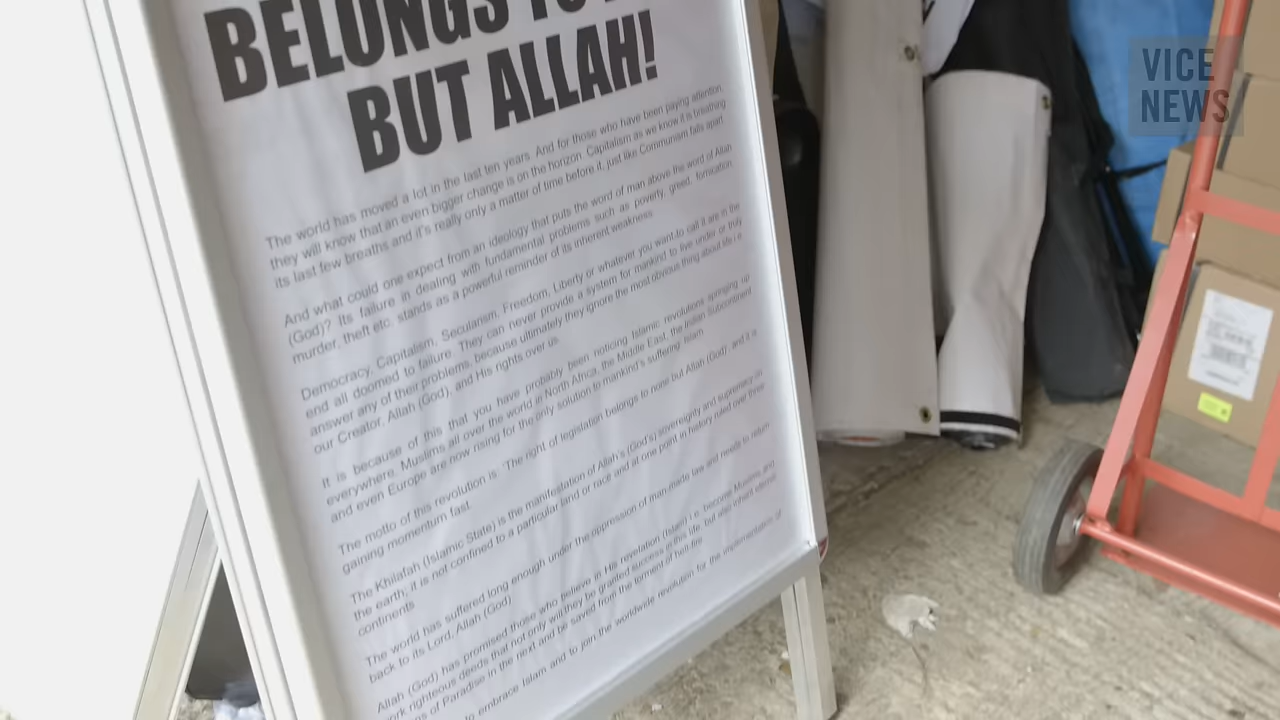 BELONGS TO
BUT ALLAH!
VICE
NEWS
The world has moved a lot in the last ten years. And for those who have been paying attention,
they will know that an even bigger change is on the horizon. Capitalism as we know it is breathing
its last few breaths and it's really only a matter of time before it, just like Communism falls apart.
And what could one expect from an ideology that puts the word of man above the word of Allah
(God)? Its failure in dealing with fundamental problems such as poverty, greed, fornication,
murder, theft etc. stands as a powerful reminder of its inherent weakness.
Democracy, Capitalism, Secularism, Freedom, Liberty or whatever you want to call it are in the
end all doomed to failure. They can never provide a system for mankind to live under or truly
answer any of their problems, because ultimately they ignore the most obvious thing about life i.e.
our Creator, Allah (God), and His rights over us.
It is because of this that you have probably been noticing Islamic revolutions springing up
everywhere. Muslims all over the world in North Africa, the Middle East, the Indian Subcontinent
and even Europe are now rising for the only solution to mankind's suffering: Islam.
The motto of this revolution is: 'The right of legislation belongs to none but Allah (God)', and it is
gaining momentum fast.
The Khilafah (Islamic State) is the manifestation of Allah's (God's) sovereignty and supremacy in
the earth, it is not confined to a particular land or race and at one point in history ruled over three
continents.
The world has suffered long enough under the oppression of man-made law and needs to return
back to its Lord, Allah (God).
Allah (God) has promised those who believe in His revelation (Islam) i.e. become Muslims, and
work righteous deeds that not only will they be granted success in this life, but also inherit eternal
of Paradise in the next and be saved from the torment of hell-fire.
to embrace Islam and to join the worldwide revolution for the implementation of